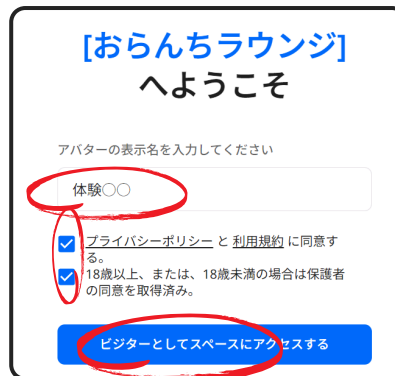 [おらんちラウンジ]
へようこそ
アバターの表示名を入力してください
体験○○
プライバシーポリシー と 利用規約 に同意す
る。
18歳以上、または、18歳未満の場合は保護者
の同意を取得済み。
ビジターとしてスペースにアクセスする